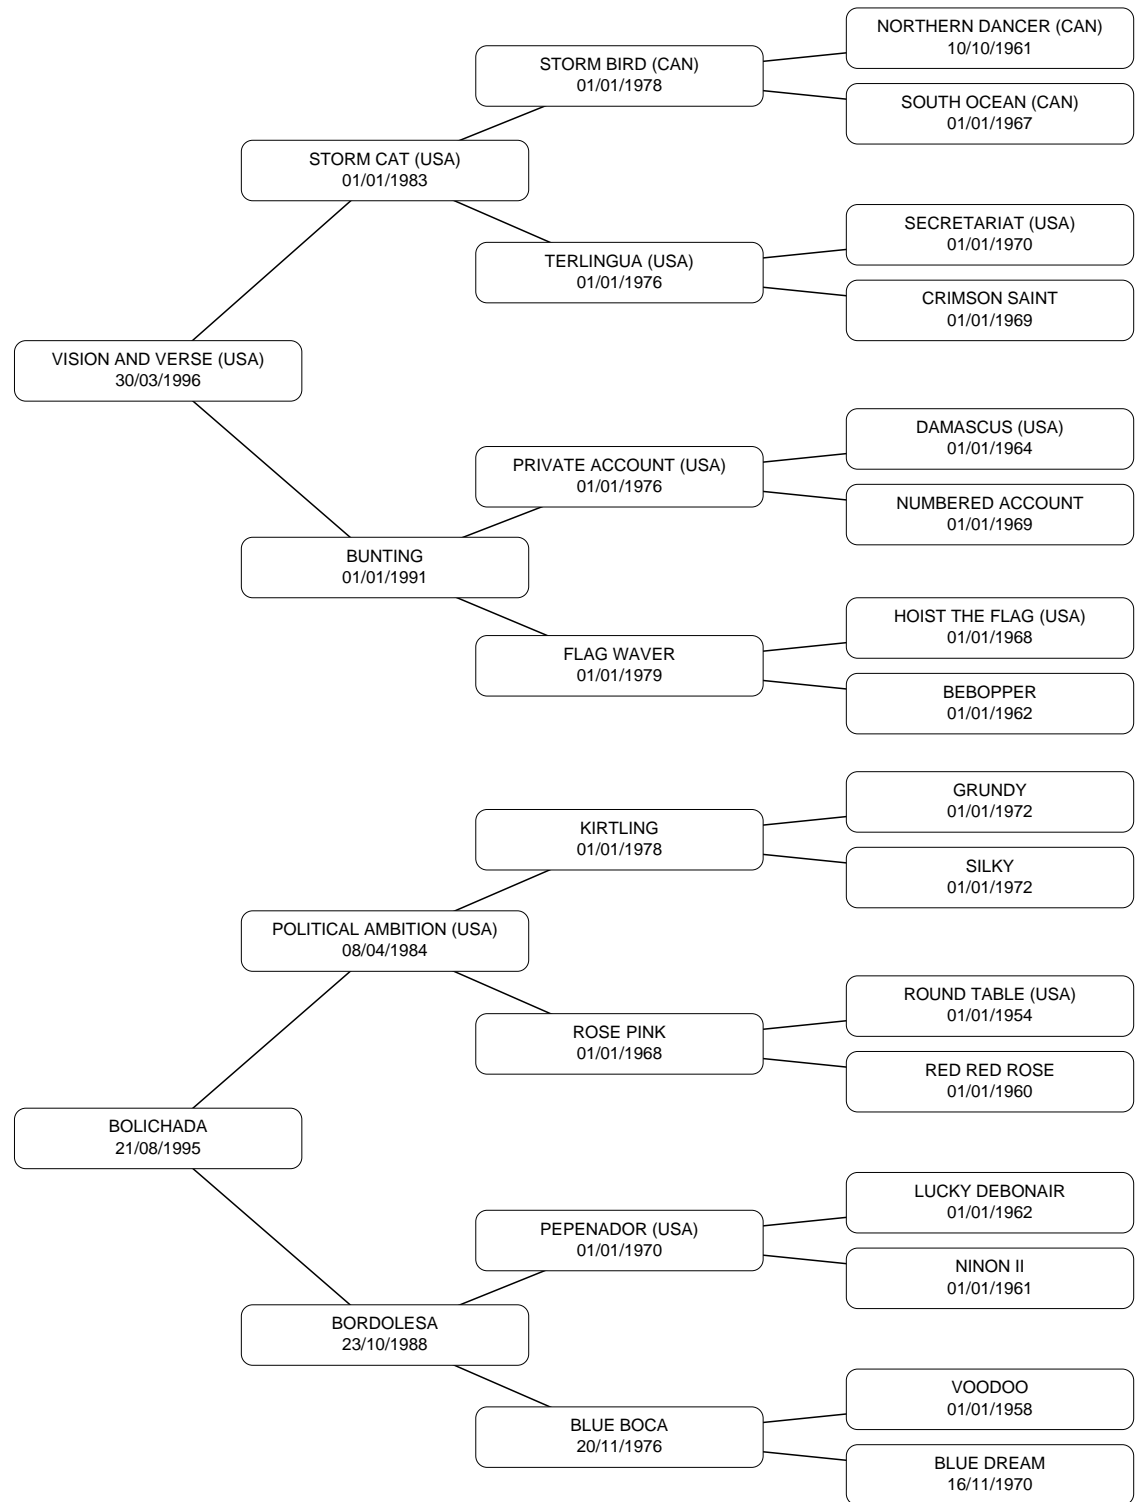 NORTHERN DANCER (CAN)
10/10/1961
STORM BIRD (CAN)
01/01/1978
SOUTH OCEAN (CAN)
01/01/1967
STORM CAT (USA)
01/01/1983
SECRETARIAT (USA)
01/01/1970
TERLINGUA (USA)
01/01/1976
CRIMSON SAINT
01/01/1969
VISION AND VERSE (USA)
30/03/1996
DAMASCUS (USA)
01/01/1964
PRIVATE ACCOUNT (USA)
01/01/1976
NUMBERED ACCOUNT
01/01/1969
BUNTING
01/01/1991
HOIST THE FLAG (USA)
01/01/1968
FLAG WAVER
01/01/1979
BEBOPPER
01/01/1962
GRUNDY
01/01/1972
KIRTLING
01/01/1978
SILKY
01/01/1972
POLITICAL AMBITION (USA)
08/04/1984
ROUND TABLE (USA)
01/01/1954
ROSE PINK
01/01/1968
RED RED ROSE
01/01/1960
BOLICHADA
21/08/1995
LUCKY DEBONAIR
01/01/1962
PEPENADOR (USA)
01/01/1970
NINON II
01/01/1961
BORDOLESA
23/10/1988
VOODOO
01/01/1958
BLUE BOCA
20/11/1976
BLUE DREAM
16/11/1970